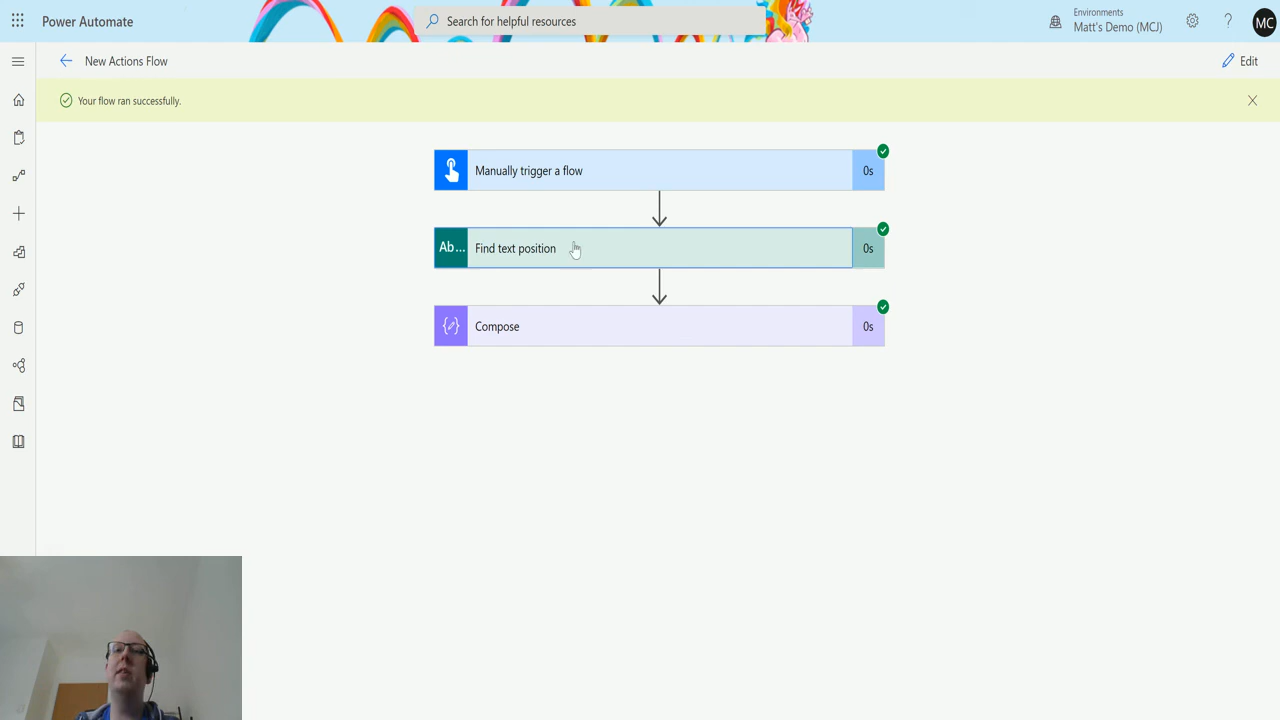 Power Automate
Search for helpful resources
Environments
Matt's Demo (MCJ)
MC
New Actions Flow
Edit
Your flow ran successfully.
Manually trigger a flow
0s
Ab...
Find text position
0s
Compose
0s